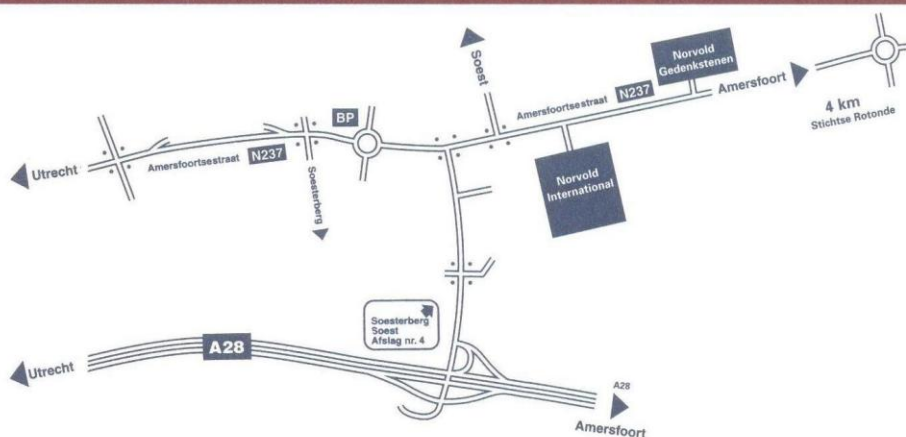 Soest
Norvold
Gedenkstenen
Amersfoortsestraat N237
Amersfoort
4 km
Stichtse Rotonde
BP
Utrecht
Amersfoortsestraat N237
Soesterberg
Norvold
International
Soesterberg
Soest
Afslag nr. 4
A28
Utrecht
A28
Amersfoort